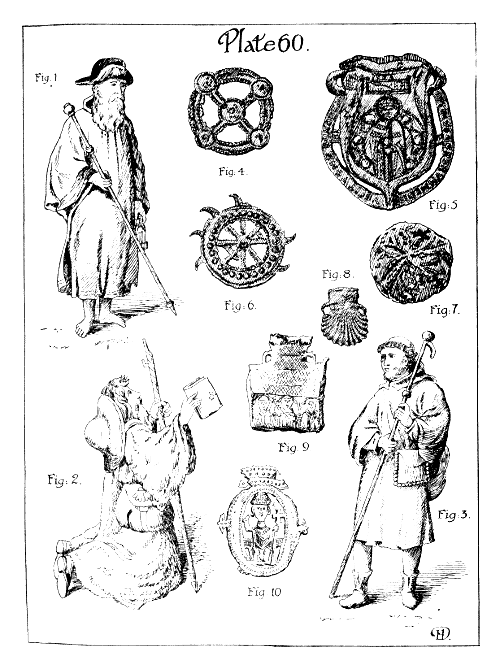 Plate 60.
Fig. 1
Fig. 4.
Fig: 5
Fig: 6.
Fig: 8.
Fig: 7.
Fig. 9
Fig: 2.
Fig: 3.
Fig 10
HD.